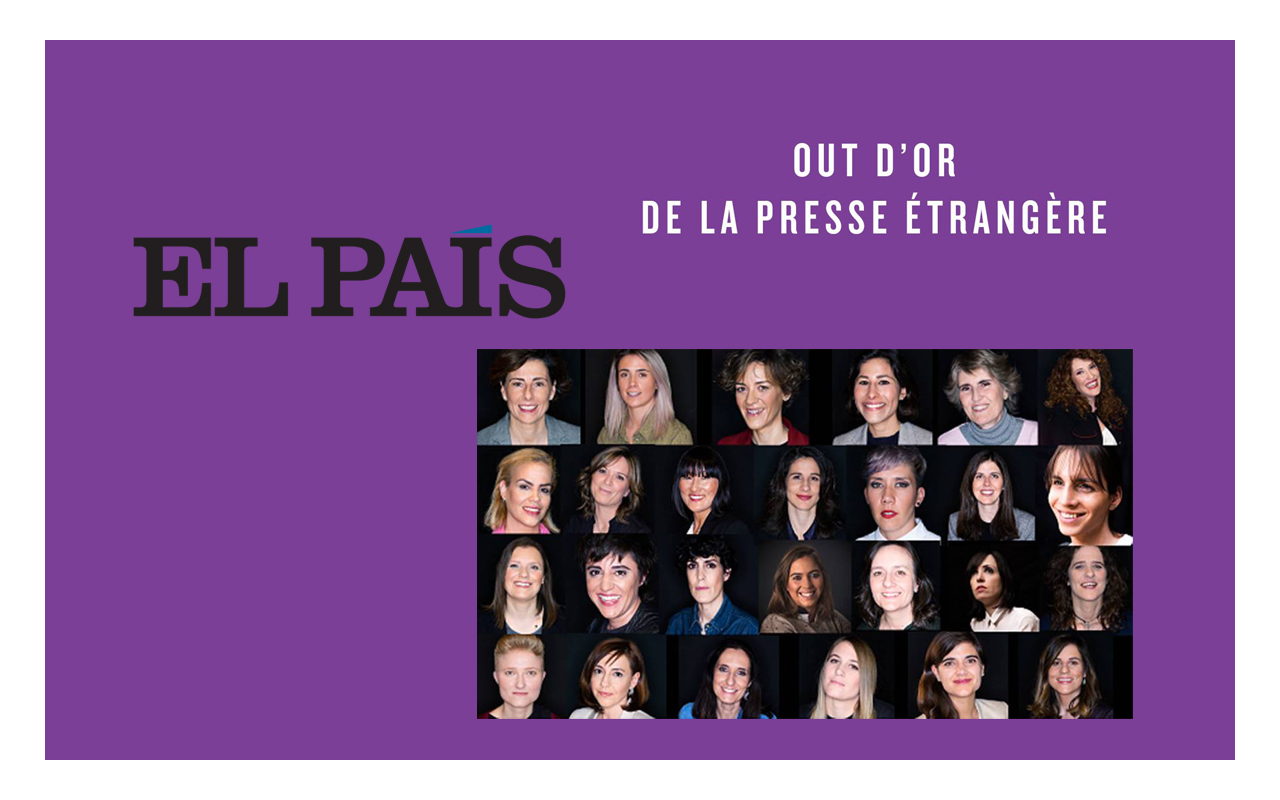 OUT D’OR
DE LA PRESSE ÉTRANGÈRE
EL PAÍS